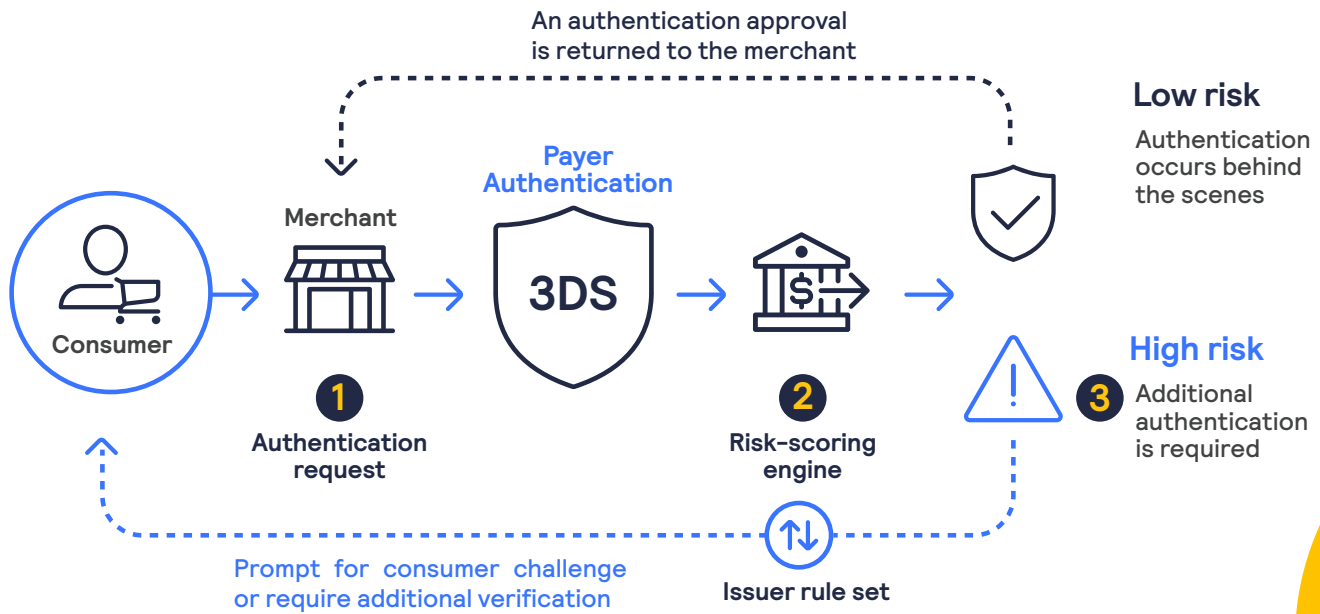 An authentication approval
is returned to the merchant
Low risk
Authentication
occurs behind
the scenes
Payer
Authentication
Merchant
3DS
$
Consumer
High risk
1
2
3
Additional
authentication
is required
Authentication
request
Risk-scoring
engine
Prompt for consumer challenge
or require additional verification
Issuer rule set